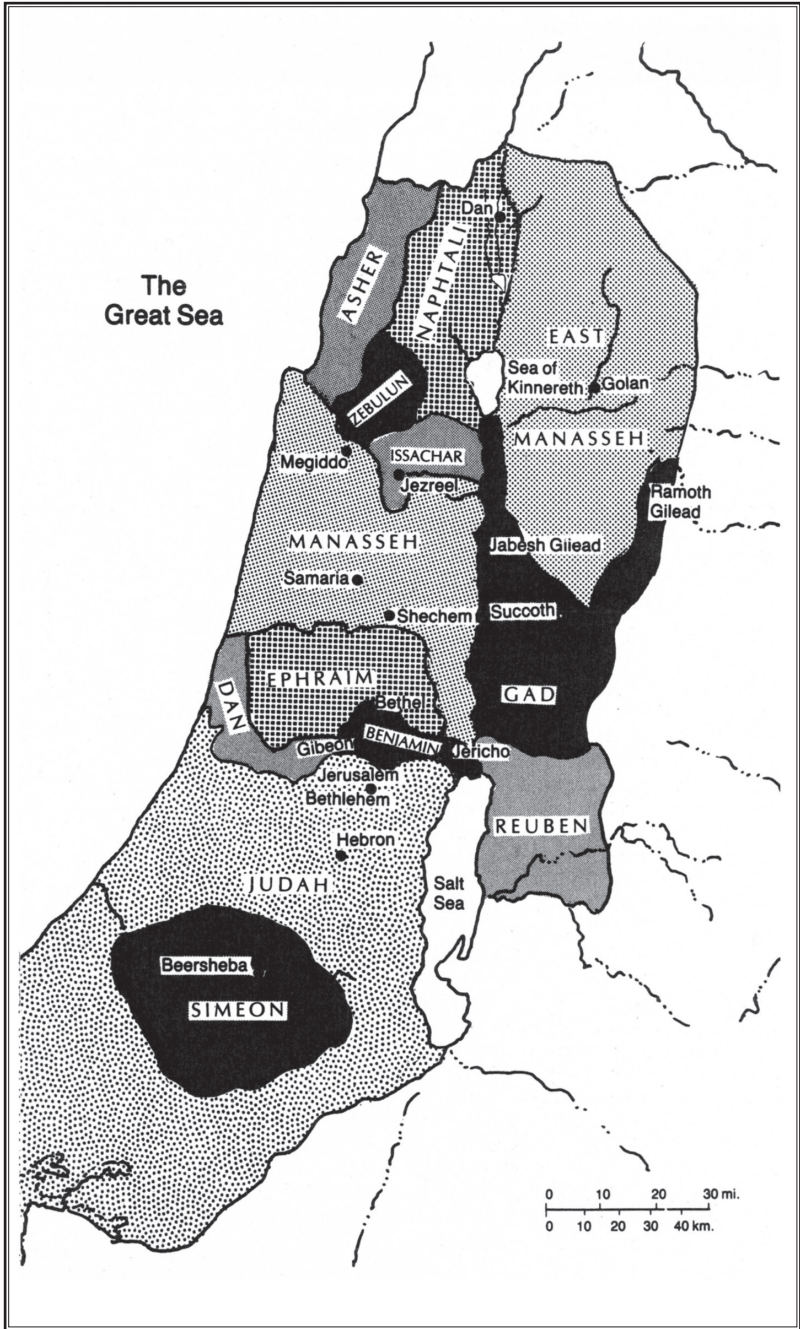 Dan
ASHER
NAPHTALI
The
Great Sea
EAST
Sea of
Kinnereth
Golan
ZEBULUN
MANASSEH
ISSACHAR
Megiddo
Jezreel
Ramoth
Gilead
MANASSEH
Jabesh Gilead
Samaria
Shechem
Succoth
EPHRAIM
DAN
GAD
Bethel
BENJAMIN
Gibeon
Jericho
Jerusalem
Bethlehem
REUBEN
Hebron
JUDAH
Salt
Sea
Beersheba
SIMEON
0 10 20 30 mi.
0 10 20 30 40 km.